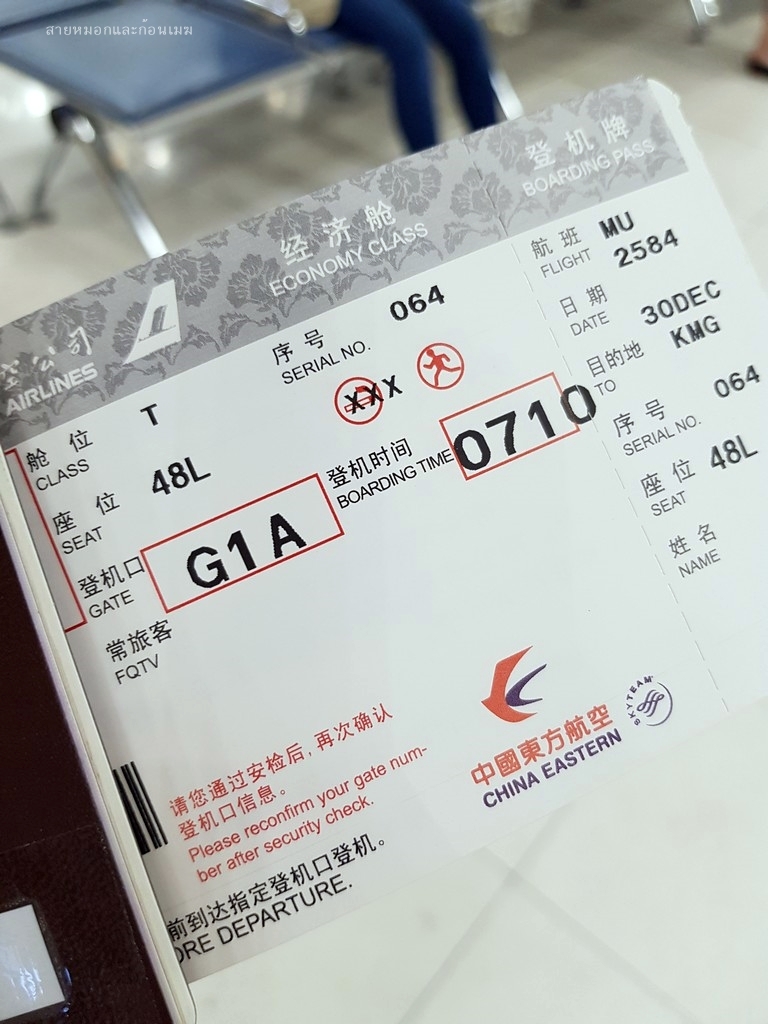 สายหมอกและก้อนเมฆ
登机牌
BOARDING PASS
经济舱
ECONOMY CLASS
空公司
AIRLINES
航班 MU
FLIGHT 2584
日期
DATE 30DEC
目的地 KMG
TO
序号 064
SERIAL NO.
座位 48L
SEAT
姓名
NAME
序号 064
SERIAL NO.
XXX
舱位 T
CLASS
座位 48L
SEAT
登机口 G1A
GATE
登机时间 0710
BOARDING TIME
常旅客
FQTV
请您通过安检后,再次确认
登机口信息。
Please reconfirm your gate num-
ber after security check.
前到达指定登机口登机。
ORE DEPARTURE.
中國東方航空
CHINA EASTERN
SKYTEAM